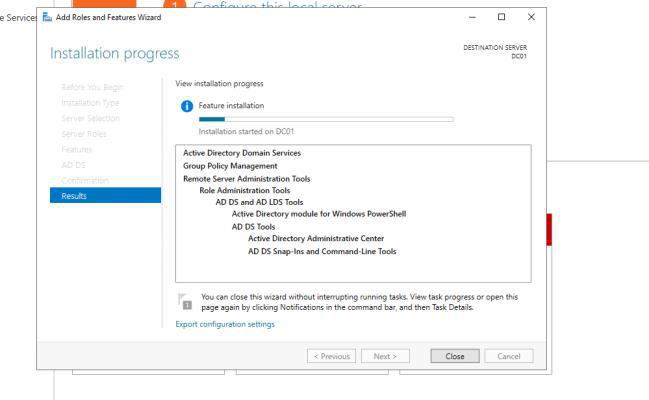 1 Configure this local server
e Services
Add Roles and Features Wizard
Installation progress
DESTINATION SERVER
DC01
Before You Begin
Installation Type
Server Selection
Server Roles
Features
AD DS
Confirmation
Results
View installation progress
Feature installation
Installation started on DC01
Active Directory Domain Services
Group Policy Management
Remote Server Administration Tools
Role Administration Tools
AD DS and AD LDS Tools
Active Directory module for Windows PowerShell
AD DS Tools
Active Directory Administrative Center
AD DS Snap-Ins and Command-Line Tools
1
You can close this wizard without interrupting running tasks. View task progress or open this
page again by clicking Notifications in the command bar, and then Task Details.
Export configuration settings
< Previous
Next >
Close
Cancel